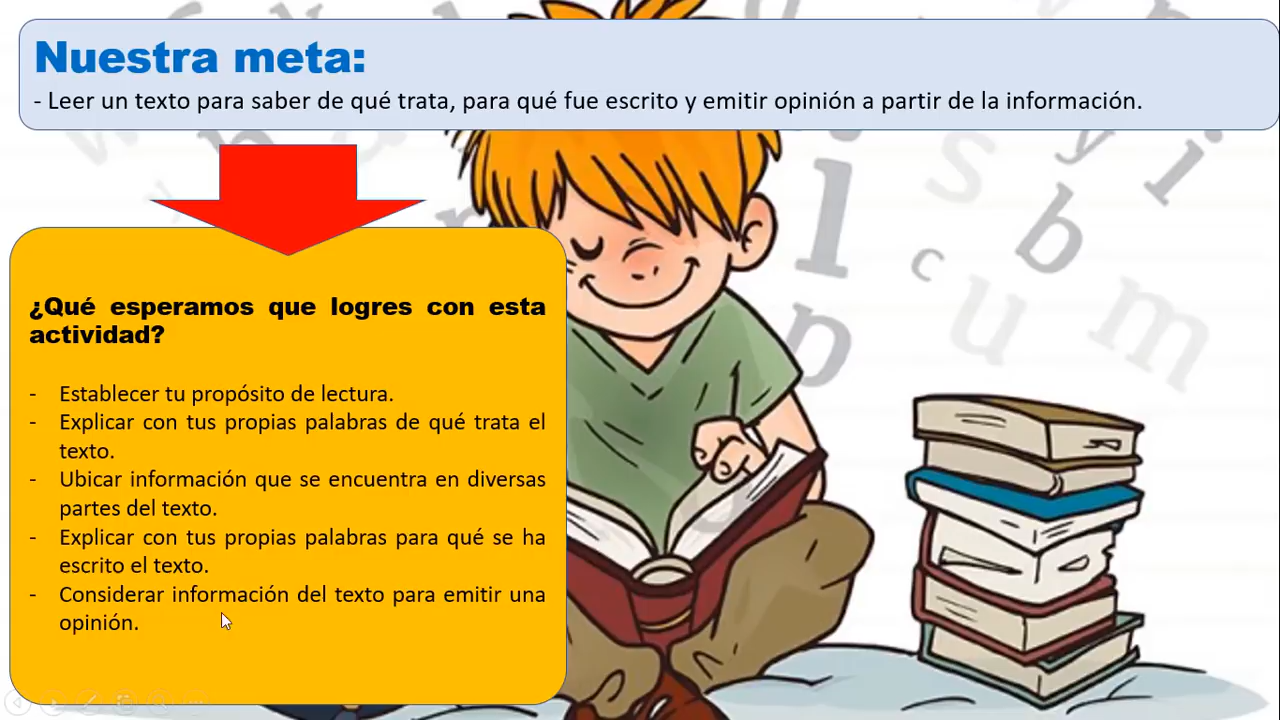 Nuestra meta:
- Leer un texto para saber de qué trata, para qué fue escrito y emitir opinión a partir de la información.
¿Qué esperamos que logres con esta
actividad?
- Establecer tu propósito de lectura.
- Explicar con tus propias palabras de qué trata el
texto.
- Ubicar información que se encuentra en diversas
partes del texto.
- Explicar con tus propias palabras para qué se ha
escrito el texto.
- Considerar información del texto para emitir una
opinión.
l
s
y
i
b
c
u
m
p